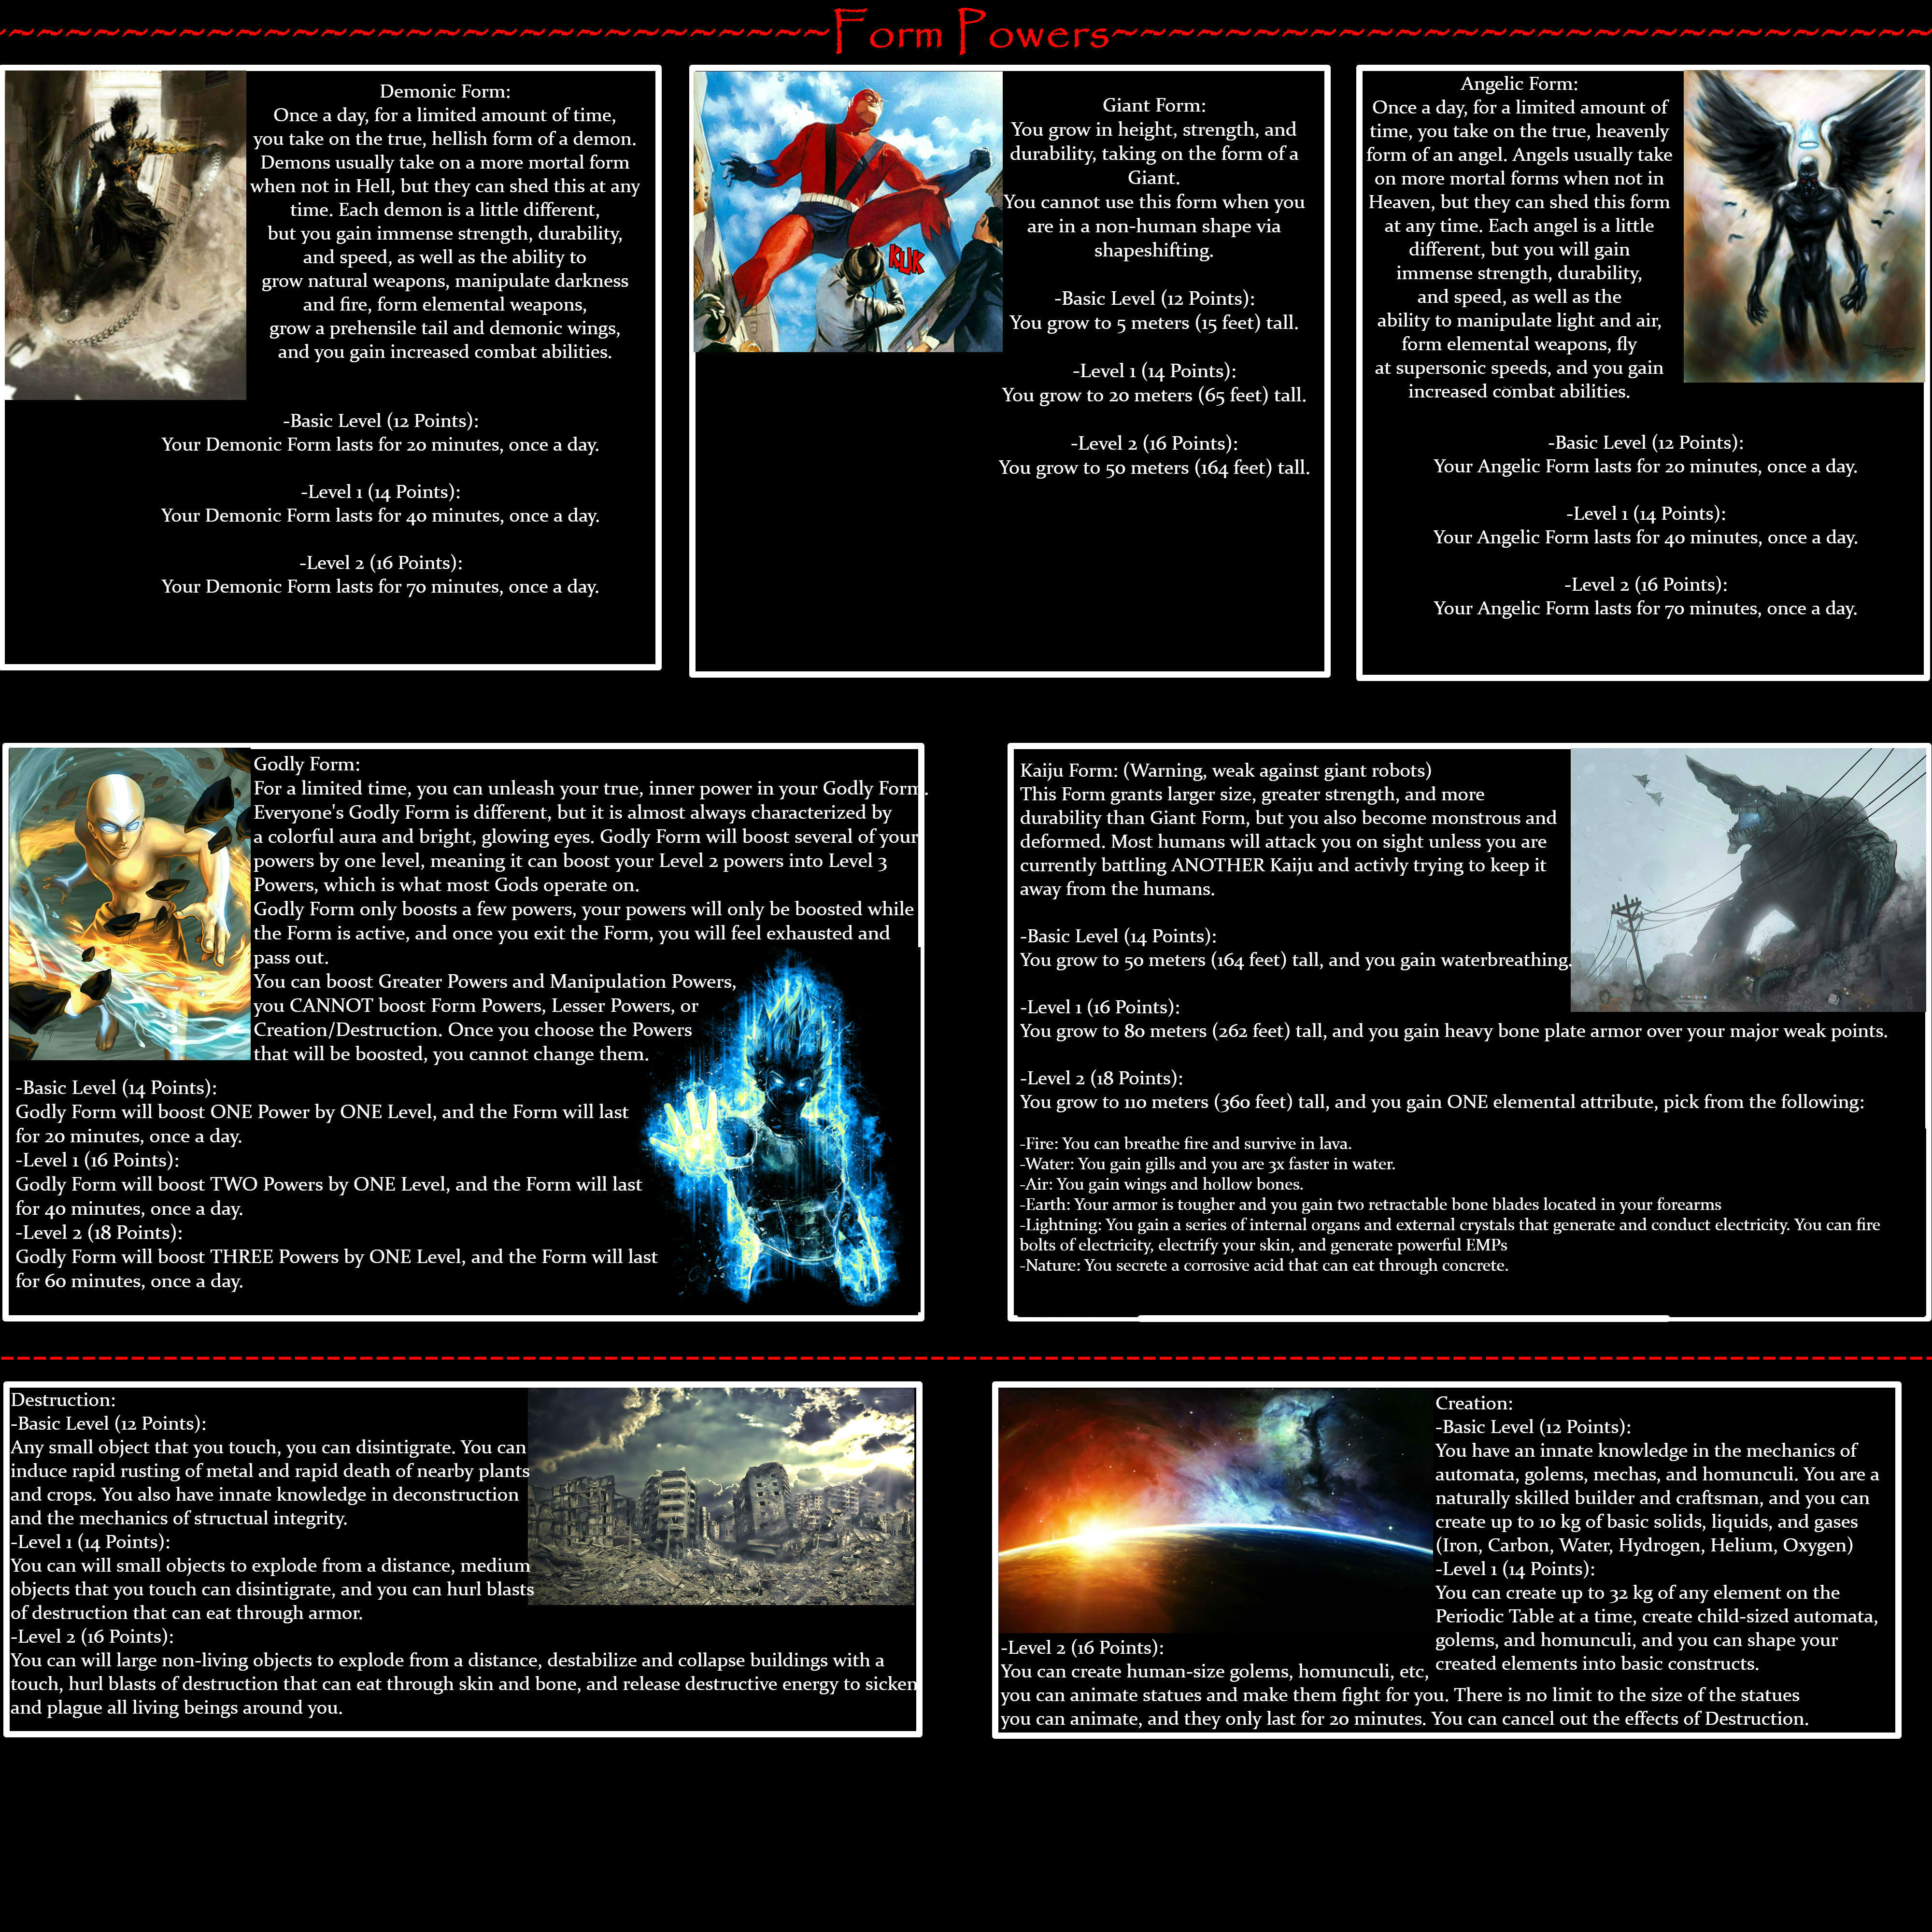 ~~~~~~~~~~~~~~~~~~~~~~~~~~~~~Form Powers~~~~~~~~~~~~~~~~~~~~~~~~~~~~~
Demonic Form:
Once a day, for a limited amount of time,
you take on the true, hellish form of a demon.
Demons usually take on a more mortal form
when not in Hell, but they can shed this at any
time. Each demon is a little different,
but you gain immense strength, durability,
and speed, as well as the ability to
grow natural weapons, manipulate darkness
and fire, form elemental weapons,
grow a prehensile tail and demonic wings,
and you gain increased combat abilities.
-Basic Level (12 Points):
Your Demonic Form lasts for 20 minutes, once a day.
-Level 1 (14 Points):
Your Demonic Form lasts for 40 minutes, once a day.
-Level 2 (16 Points):
Your Demonic Form lasts for 70 minutes, once a day.
KLIK
Giant Form:
You grow in height, strength, and
durability, taking on the form of a
Giant.
You cannot use this form when you
are in a non-human shape via
shapeshifting.
-Basic Level (12 Points):
You grow to 5 meters (15 feet) tall.
-Level 1 (14 Points):
You grow to 20 meters (65 feet) tall.
-Level 2 (16 Points):
You grow to 50 meters (164 feet) tall.
Angelic Form:
Once a day, for a limited amount of
time, you take on the true, heavenly
form of an angel. Angels usually take
on more mortal forms when not in
Heaven, but they can shed this form
at any time. Each angel is a little
different, but you will gain
immense strength, durability,
and speed, as well as the
ability to manipulate light and air,
form elemental weapons, fly
at supersonic speeds, and you gain
increased combat abilities.
-Basic Level (12 Points):
Your Angelic Form lasts for 20 minutes, once a day.
-Level 1 (14 Points):
Your Angelic Form lasts for 40 minutes, once a day.
-Level 2 (16 Points):
Your Angelic Form lasts for 70 minutes, once a day.
Godly Form:
For a limited time, you can unleash your true, inner power in your Godly Form.
Everyone's Godly Form is different, but it is almost always characterized by
a colorful aura and bright, glowing eyes. Godly Form will boost several of your
powers by one level, meaning it can boost your Level 2 powers into Level 3
Powers, which is what most Gods operate on.
Godly Form only boosts a few powers, your powers will only be boosted while
the Form is active, and once you exit the Form, you will feel exhausted and
pass out.
You can boost Greater Powers and Manipulation Powers,
you CANNOT boost Form Powers, Lesser Powers, or
Creation/Destruction. Once you choose the Powers
that will be boosted, you cannot change them.
-Basic Level (14 Points):
Godly Form will boost ONE Power by ONE Level, and the Form will last
for 20 minutes, once a day.
-Level 1 (16 Points):
Godly Form will boost TWO Powers by ONE Level, and the Form will last
for 40 minutes, once a day.
-Level 2 (18 Points):
Godly Form will boost THREE Powers by ONE Level, and the Form will last
for 60 minutes, once a day.
Kaiju Form: (Warning, weak against giant robots)
This Form grants larger size, greater strength, and more
durability than Giant Form, but you also become monstrous and
deformed. Most humans will attack you on sight unless you are
currently battling ANOTHER Kaiju and activly trying to keep it
away from the humans.
-Basic Level (14 Points):
You grow to 50 meters (164 feet) tall, and you gain waterbreathing.
-Level 1 (16 Points):
You grow to 80 meters (262 feet) tall, and you gain heavy bone plate armor over your major weak points.
-Level 2 (18 Points):
You grow to 110 meters (360 feet) tall, and you gain ONE elemental attribute, pick from the following:
-Fire: You can breathe fire and survive in lava.
-Water: You gain gills and you are 3x faster in water.
-Air: You gain wings and hollow bones.
-Earth: Your armor is tougher and you gain two retractable bone blades located in your forearms
-Lightning: You gain a series of internal organs and external crystals that generate and conduct electricity. You can fire
bolts of electricity, electrify your skin, and generate powerful EMPs
-Nature: You secrete a corrosive acid that can eat through concrete.
Destruction:
-Basic Level (12 Points):
Any small object that you touch, you can disintigrate. You can
induce rapid rusting of metal and rapid death of nearby plants
and crops. You also have innate knowledge in deconstruction
and the mechanics of structual integrity.
-Level 1 (14 Points):
You can will small objects to explode from a distance, medium
objects that you touch can disintigrate, and you can hurl blasts
of destruction that can eat through armor.
-Level 2 (16 Points):
You can will large non-living objects to explode from a distance, destabilize and collapse buildings with a
touch, hurl blasts of destruction that can eat through skin and bone, and release destructive energy to sicken
and plague all living beings around you.
Creation:
-Basic Level (12 Points):
You have an innate knowledge in the mechanics of
automata, golems, mechas, and homunculi. You are a
naturally skilled builder and craftsman, and you can
create up to 10 kg of basic solids, liquids, and gases
(Iron, Carbon, Water, Hydrogen, Helium, Oxygen)
-Level 1 (14 Points):
You can create up to 32 kg of any element on the
Periodic Table at a time, create child-sized automata,
golems, and homunculi, and you can shape your
created elements into basic constructs.
-Level 2 (16 Points):
You can create human-size golems, homunculi, etc,
you can animate statues and make them fight for you. There is no limit to the size of the statues
you can animate, and they only last for 20 minutes. You can cancel out the effects of Destruction.